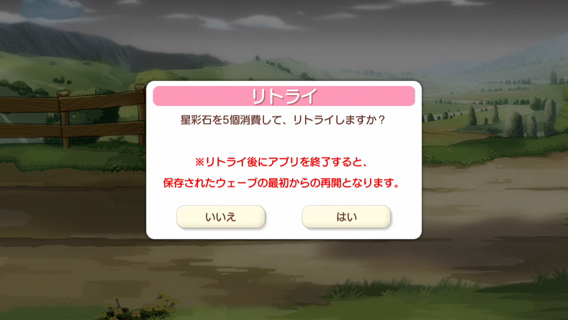 リトライ
星彩石を5個消費して、リトライしますか？
※リトライ後にアプリを終了すると、
保存されたウェーブの最初からの再開となります。
いいえ
はい